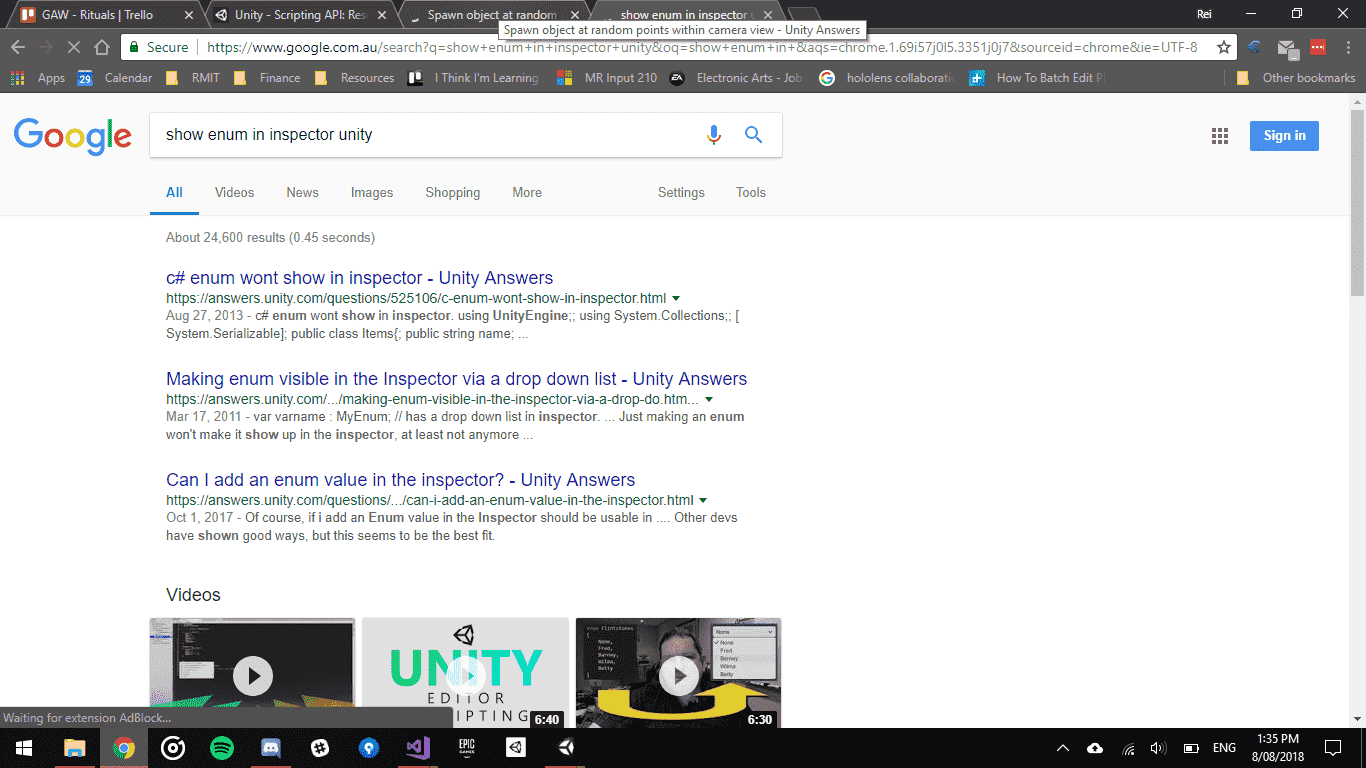 GAW - Rituals | Trello
Unity - Scripting API: Res
Spawn object at random
show enum in inspector u
Rei
Spawn object at random points within camera view - Unity Answers
Secure
https://www.google.com.au/search?q=show+enum+in+inspector+unity&oq=show+enum+in+&aqs=chrome.1.69i57j0l5.3351j0j7&sourceid=chrome&ie=UTF-8
Apps
29
Calendar
RMIT
Finance
Resources
I Think I'm Learning
MR Input 210
EA
Electronic Arts - Job
hololens collaborati
How To Batch Edit P
Other bookmarks
Google
show enum in inspector unity
Sign in
All
Videos
News
Images
Shopping
More
Settings
Tools
About 24,600 results (0.45 seconds)
c# enum wont show in inspector - Unity Answers
https://answers.unity.com/questions/525106/c-enum-wont-show-in-inspector.html
Aug 27, 2013 - c# enum wont show in inspector. using UnityEngine;; using System.Collections;; [
System.Serializable]; public class Items{; public string name; ...
Making enum visible in the Inspector via a drop down list - Unity Answers
https://answers.unity.com/.../making-enum-visible-in-the-inspector-via-a-drop-do.htm...
Mar 17, 2011 - var varname : MyEnum; // has a drop down list in inspector. ... Just making an enum
won't make it show up in the inspector, at least not anymore ...
Can I add an enum value in the inspector? - Unity Answers
https://answers.unity.com/questions/.../can-i-add-an-enum-value-in-the-inspector.html
Oct 1, 2017 - Of course, if i add an Enum value in the Inspector should be usable in .... Other devs
have shown good ways, but this seems to be the best fit.
Videos
UNITY
EDITOR
CRIPTING
6:40
enum Flintstones
{
None,
Fred,
Barney,
Wilma,
Betty
}
None
None
Fred
Barney
Wilma
Betty
6:30
Waiting for extension AdBlock...
EPIC
GAMES
ENG
1:35 PM
8/08/2018